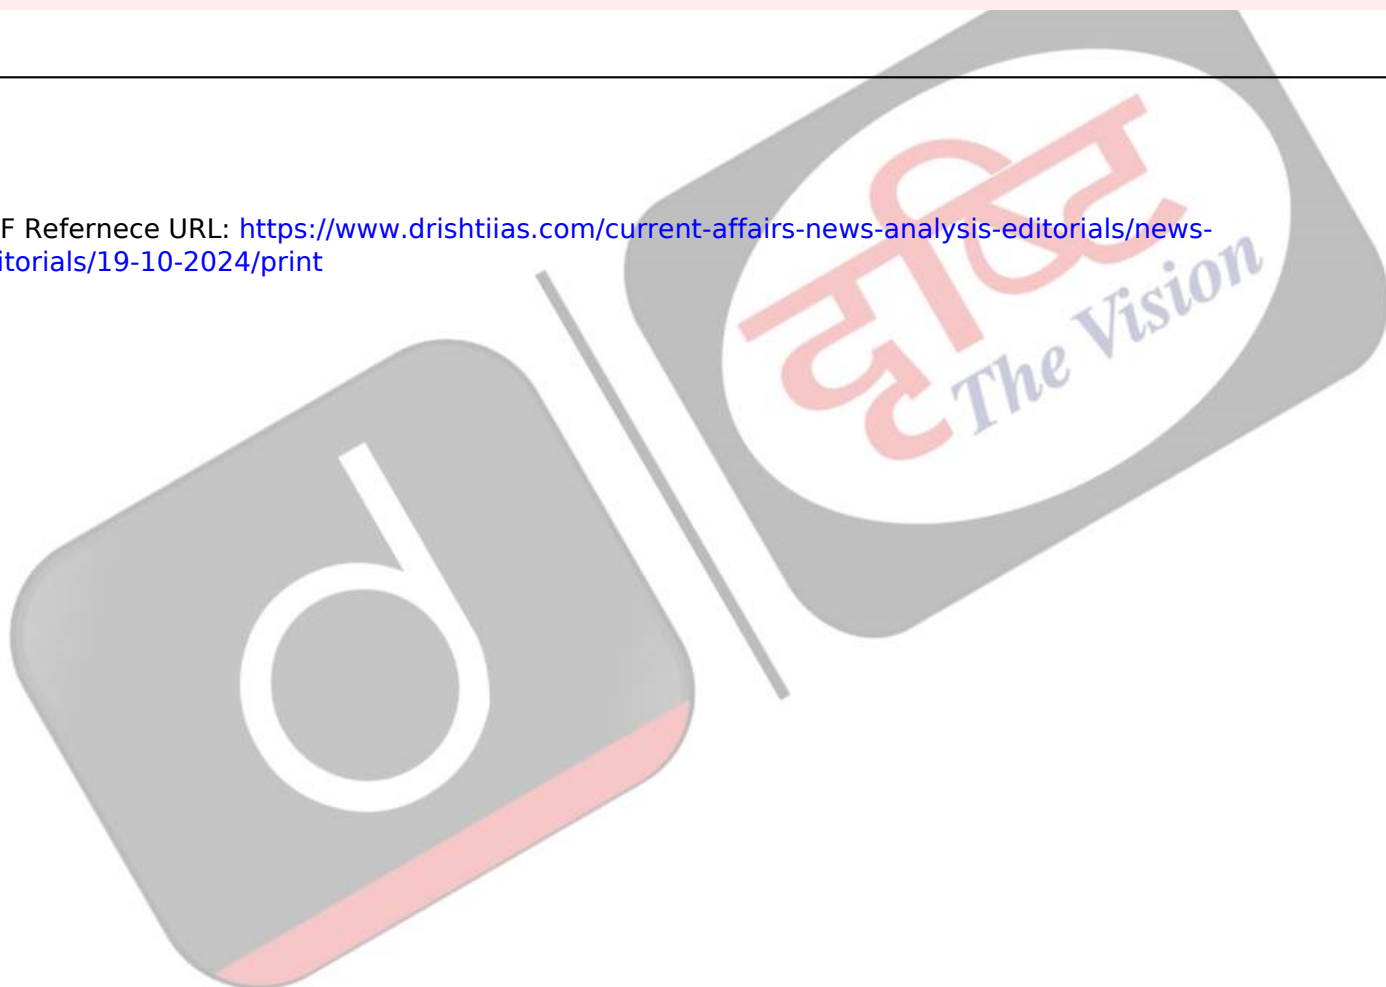 F Refernece URL: https://www.drishtiias.com/current-affairs-news-analysis-editorials/news-
itorials/19-10-2024/print
दृष्टि
The Vision
d